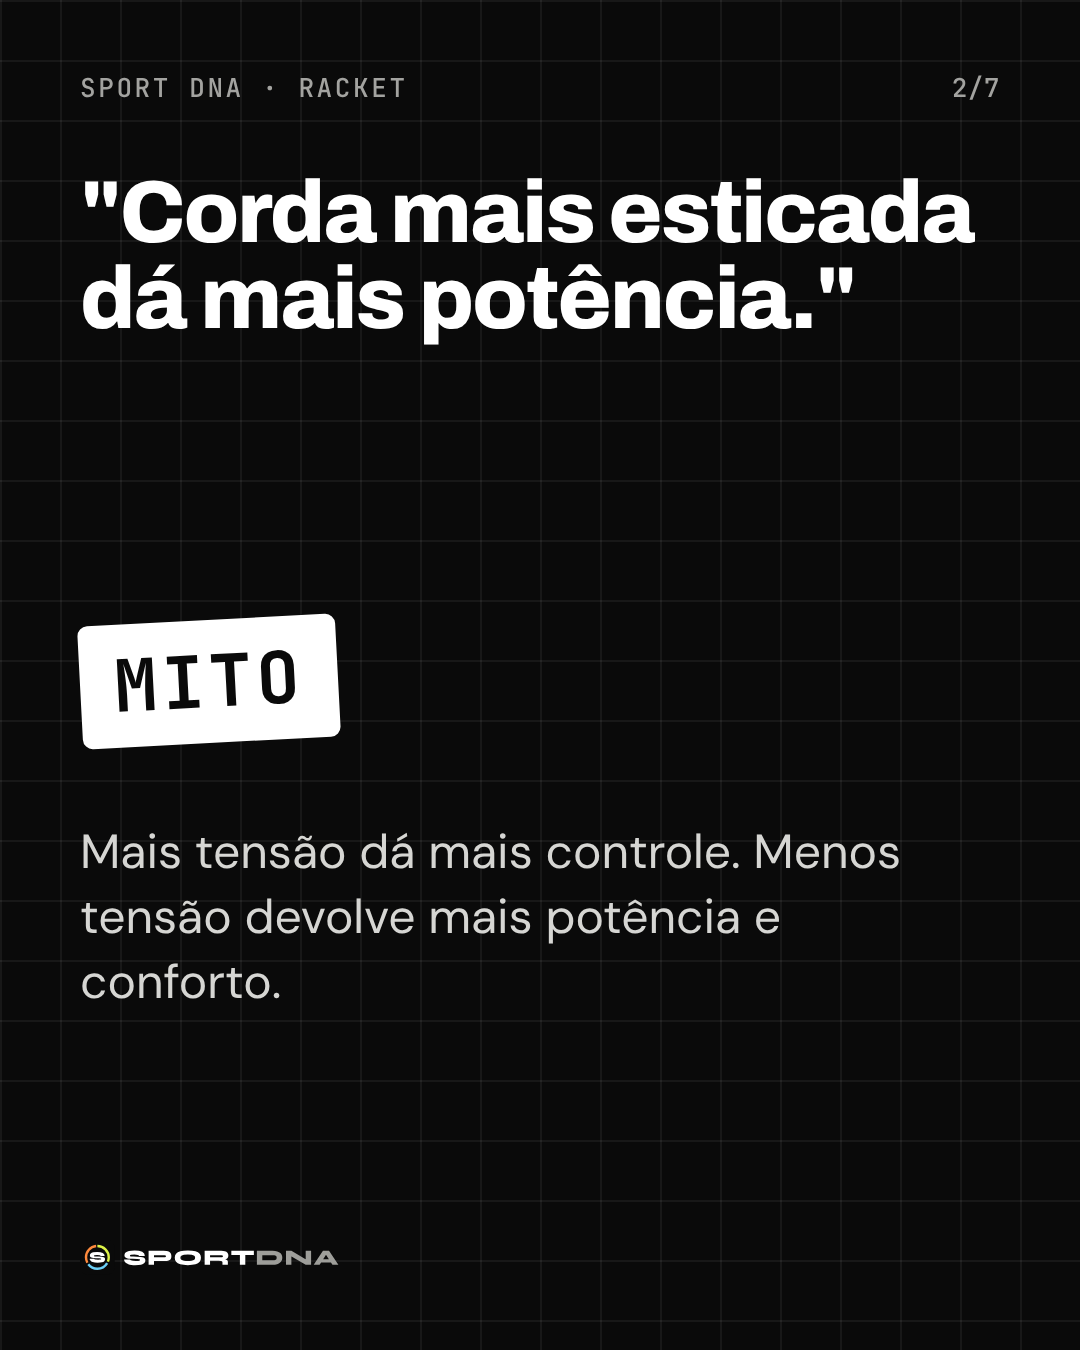 SPORT DNA · RACKET
2/7
"Corda mais esticada
dá mais potência."
MITO
Mais tensão dá mais controle. Menos
tensão devolve mais potência e
conforto.
S SPORTDNA